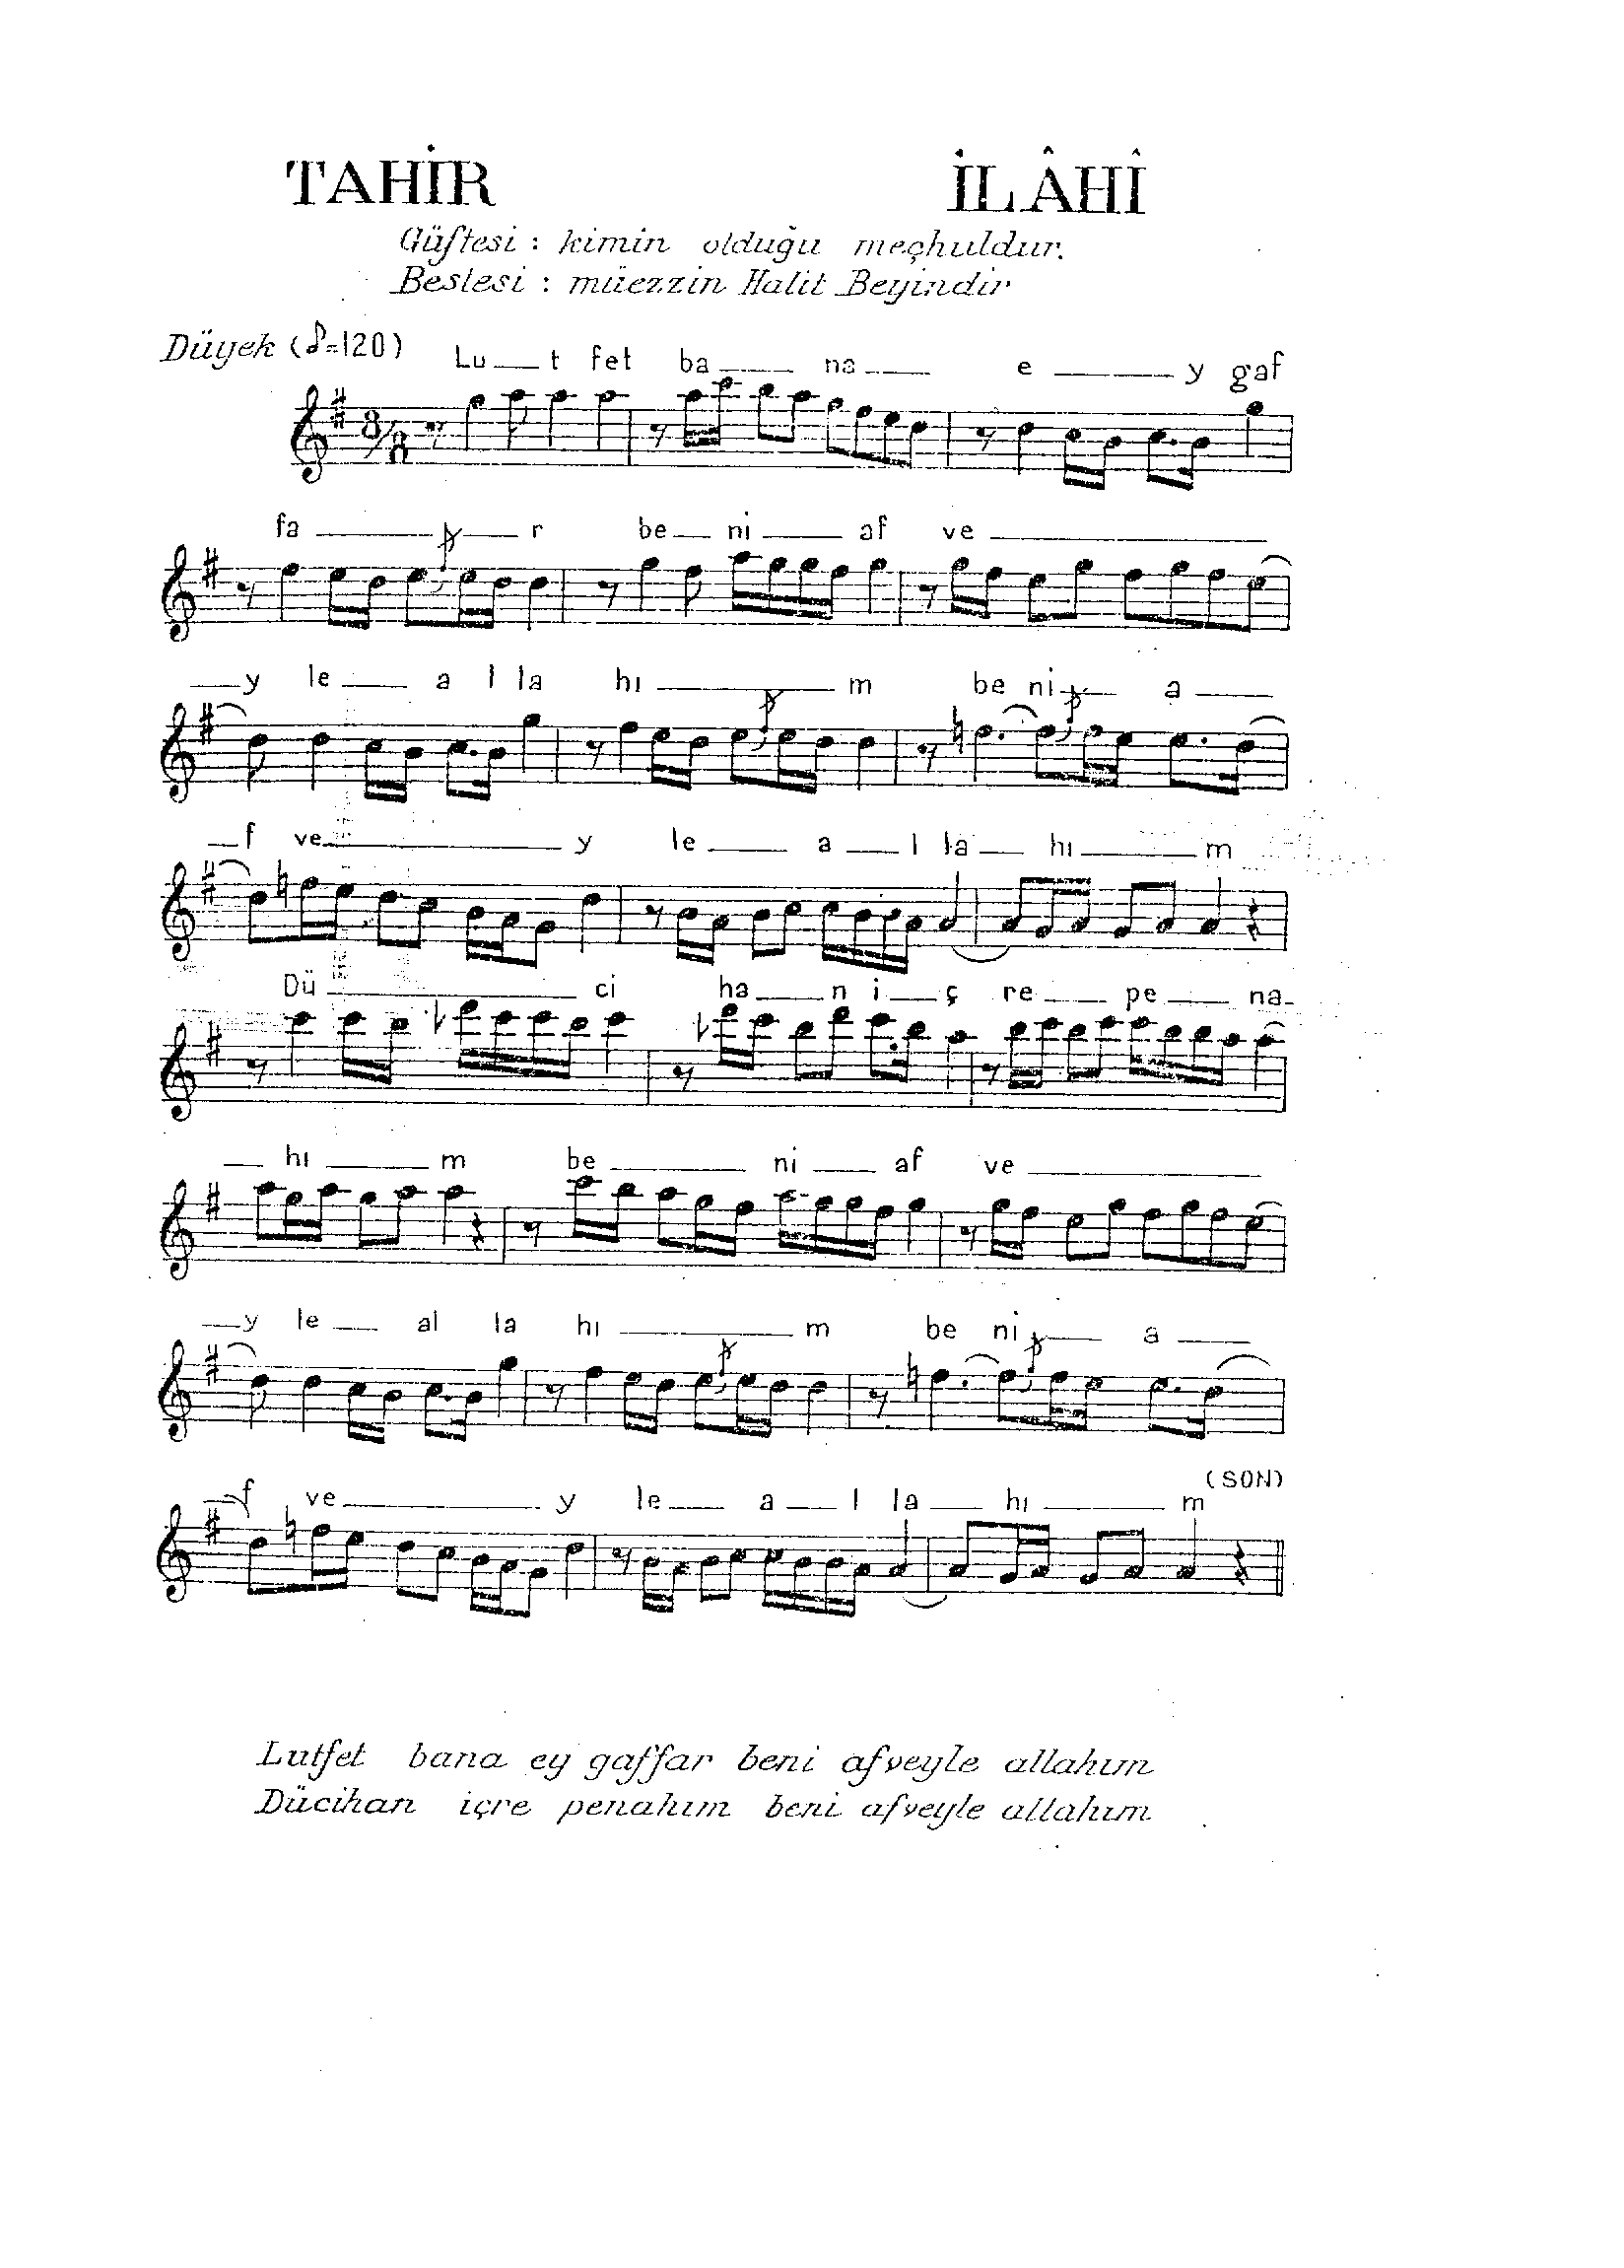 TAHİR İLÂHÎ
Güftesi : kimin olduğu meçhuldur.
Bestesi : müezzin Halit Beyindir
Düyek (♪=120)
Lu t fet ba na e y gaf
8/8
fa r be ni af ve
y le a l la hı m be ni a
f ve y le a l la hı m
Dü ci ha n i ç re pe na
hı m be ni af ve
y le al la hı m be ni a
(SON)
f ve y le a l la hı m
Lutfet bana ey gaffar beni afveyle allahım
Dücihan içre penahım beni afveyle allahım